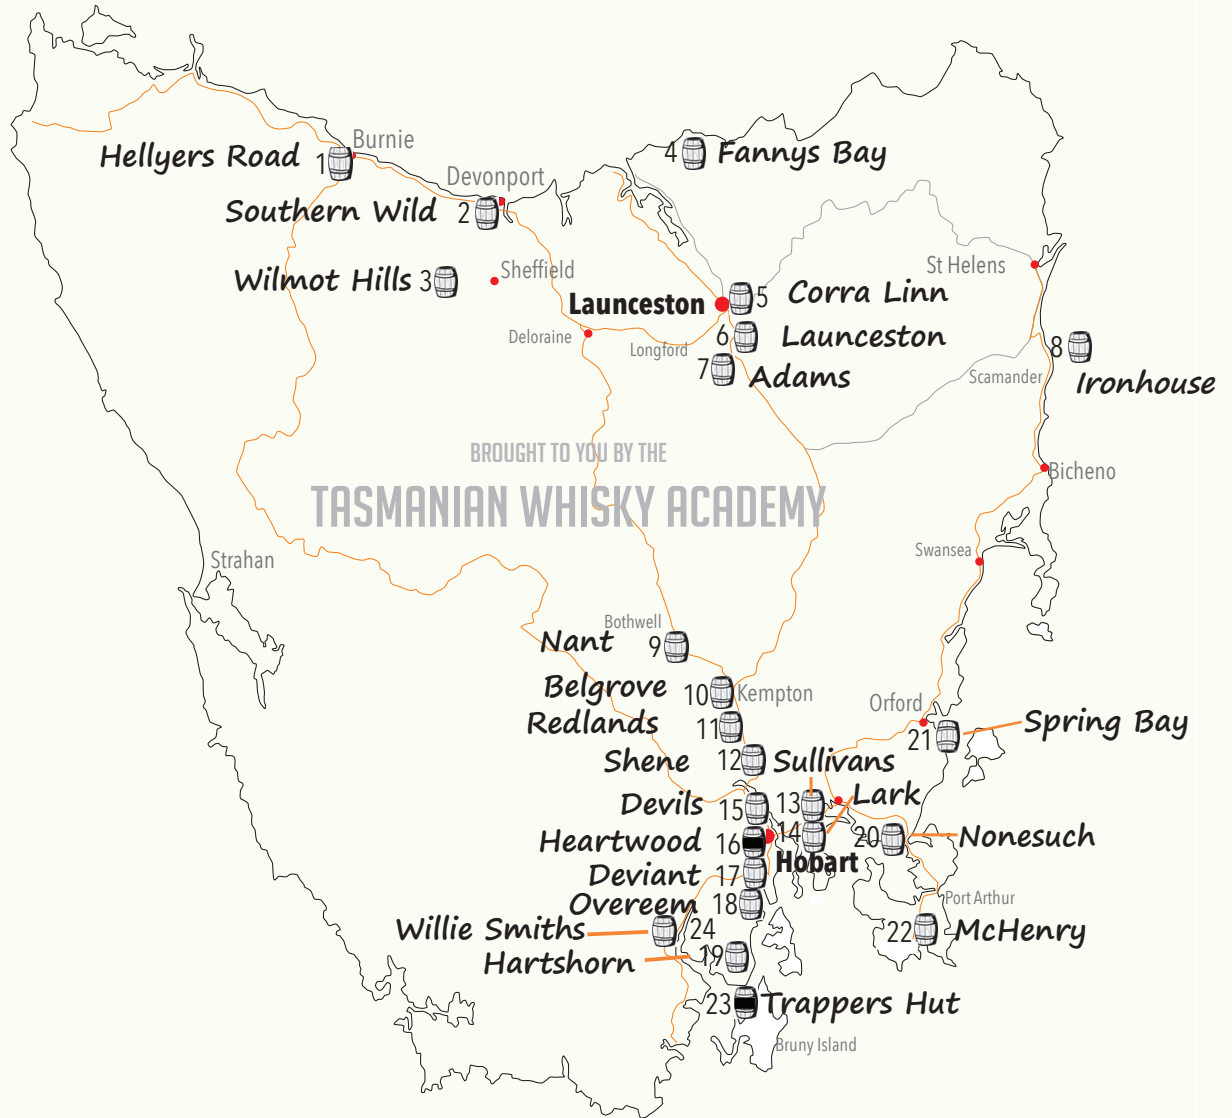 Burnie
Hellyers Road 1
4 Fannys Bay
Devonport
Southern Wild 2
Sheffield
Wilmot Hills 3
St Helens
Launceston
5 Corra Linn
Deloraine
Longford
6 Launceston
7 Adams
8
Scamander
Ironhouse
BROUGHT TO YOU BY THE
TASMANIAN WHISKY ACADEMY
Bicheno
Strahan
Swansea
Bothwell
Nant 9
Belgrove 10 Kempton
Redlands 11
Orford
21 Spring Bay
Shene 12
Sullivans
13
Lark
14
Devils 15
Heartwood 16
Hobart
20 Nonesuch
Deviant 17
Overeem 18
Port Arthur
Willie Smiths 24
22 McHenry
Hartshorn 19
23 Trappers Hut
Bruny Island